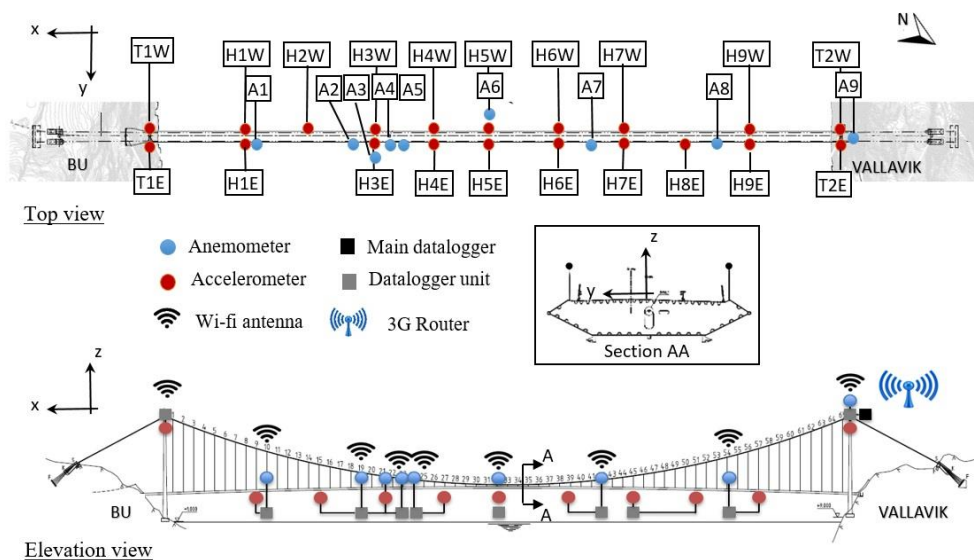 x
y
N
T1W H1W H2W H3W H4W H5W H6W H7W H9W T2W
A1 A2 A3 A4 A5 A6 A7 A8 A9
BU VALLAVIK
T1E H1E H3E H4E H5E H6E H7E H8E H9E T2E
Top view
Anemometer
Main datalogger
Accelerometer
Datalogger unit
Wi-fi antenna
3G Router
z
y
Section AA
z
x
A
A
BU
VALLAVIK
Elevation view